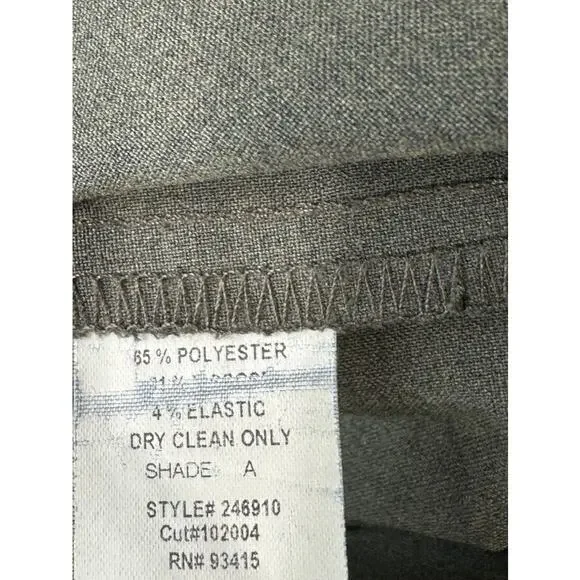 65 % POLYESTER
4 % ELASTIC
DRY CLEAN ONLY
SHADE A
STYLE# 246910
Cut#102004
RN# 93415